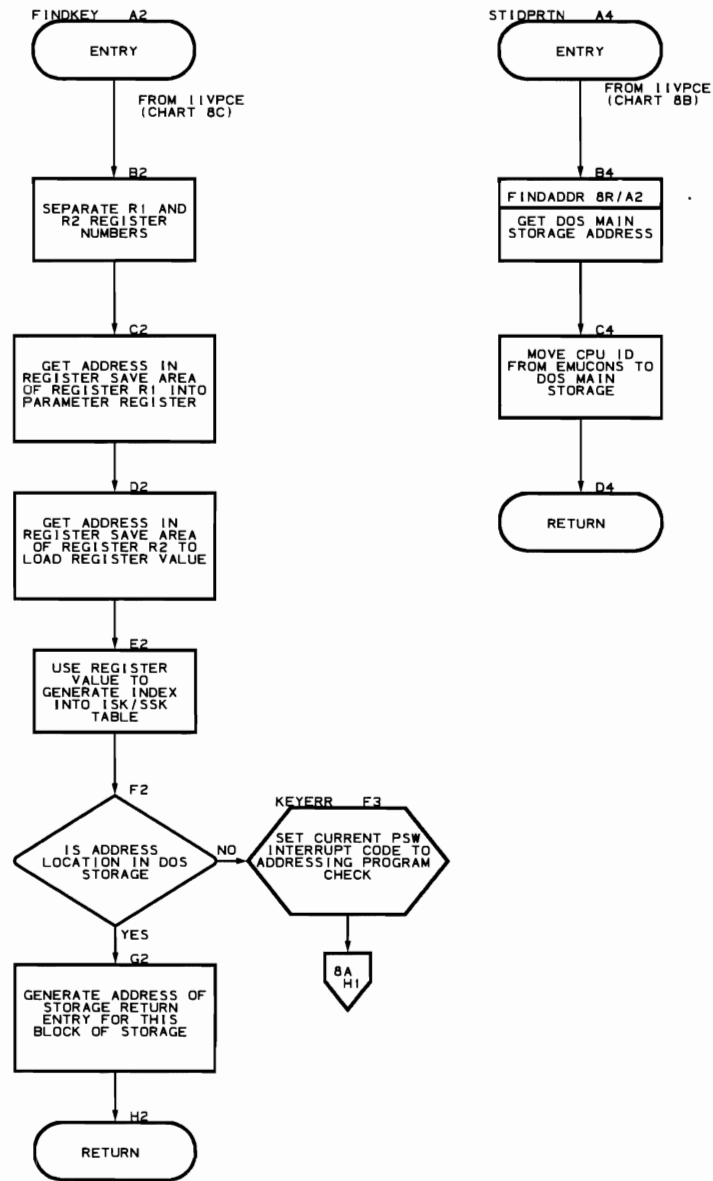 FINDKEY A2
ENTRY
FROM IIVPCE
(CHART 8C)
B2
SEPARATE R1 AND
R2 REGISTER
NUMBERS
C2
GET ADDRESS IN
REGISTER SAVE AREA
OF REGISTER R1 INTO
PARAMETER REGISTER
D2
GET ADDRESS IN
REGISTER SAVE AREA
OF REGISTER R2 TO
LOAD REGISTER VALUE
E2
USE REGISTER
VALUE TO
GENERATE INDEX
INTO ISK/SSK
TABLE
F2
IS ADDRESS
LOCATION IN DOS
STORAGE
NO
KEYERR F3
SET CURRENT PSW
INTERRUPT CODE TO
ADDRESSING PROGRAM
CHECK
8A
H1
YES
G2
GENERATE ADDRESS OF
STORAGE RETURN
ENTRY FOR THIS
BLOCK OF STORAGE
H2
RETURN
STIDPRTN A4
ENTRY
FROM IIVPCE
(CHART 8B)
B4
FINDADDR 8R/A2
GET DOS MAIN
STORAGE ADDRESS
C4
MOVE CPU ID
FROM EMUCONS TO
DOS MAIN
STORAGE
D4
RETURN